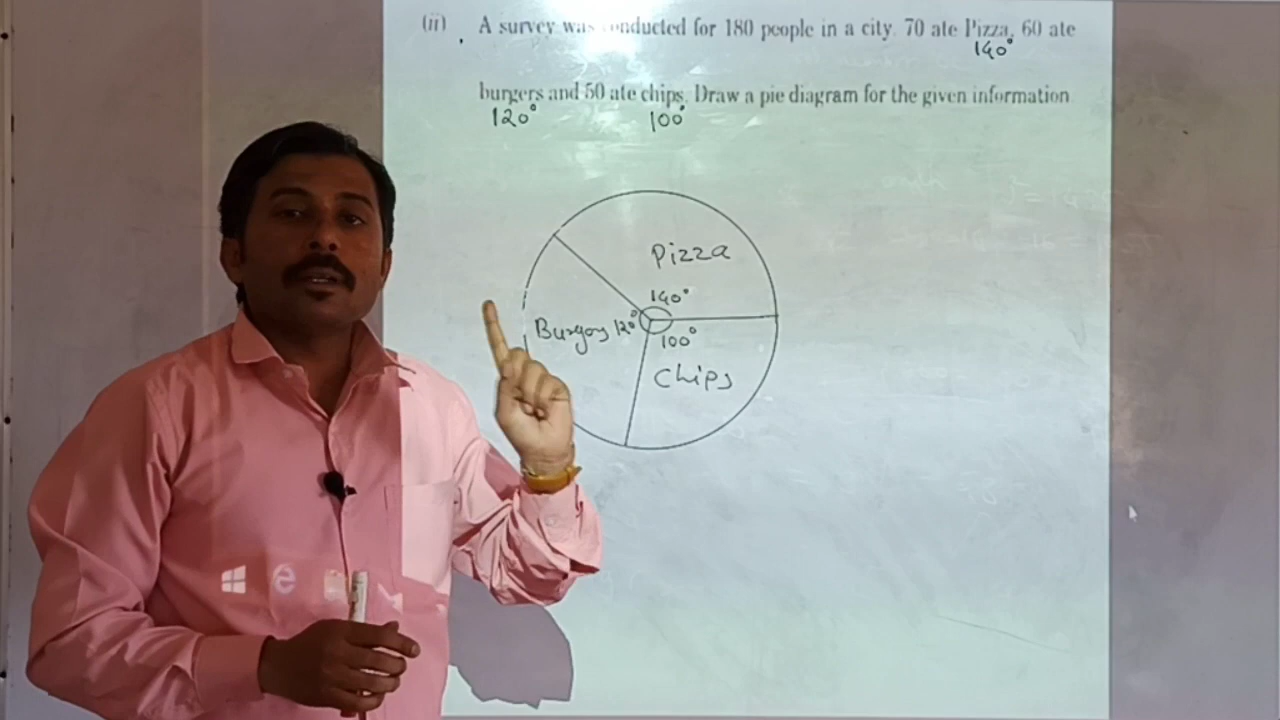 (ii) A survey was conducted for 180 people in a city. 70 ate Pizza, 60 ate
140°
burgers and 50 ate chips. Draw a pie diagram for the given information
120° 100°
Pizza
140°
120°
100°
Chips